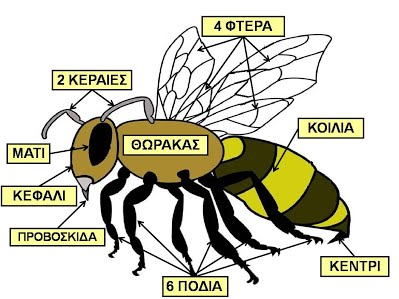 4 ΦΤΕΡΑ
2 ΚΕΡΑΙΕΣ
ΚΟΙΛΙΑ
ΜΑΤΙ
ΘΩΡΑΚΑΣ
ΚΕΦΑΛΙ
ΠΡΟΒΟΣΚΙΔΑ
ΚΕΝΤΡΙ
6 ΠΟΔΙΑ